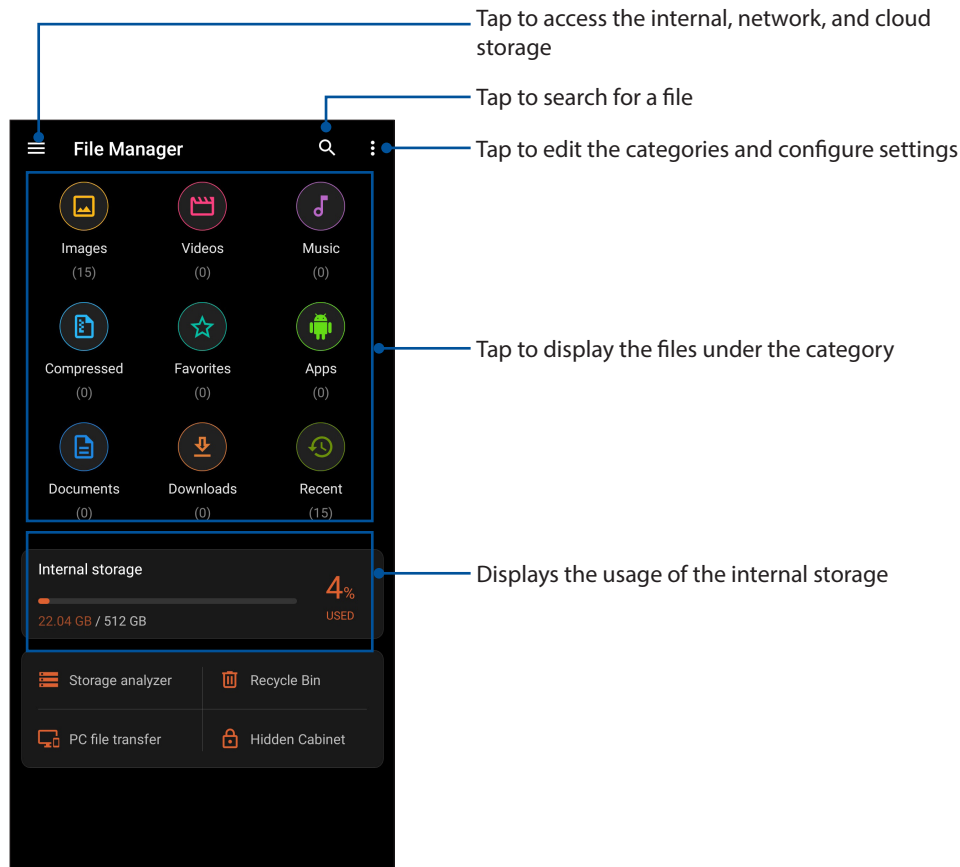 Tap to access the internal, network, and cloud
storage
Tap to search for a file
File Manager
Tap to edit the categories and configure settings
Images
Videos
Music
(15)
(0)
(0)
Tap to display the files under the category
Compressed
Favorites
Apps
(0)
(0)
(0)
Documents
Downloads
Recent
(0)
(0)
(15)
Internal storage
Displays the usage of the internal storage
4%
22.04 GB / 512 GB
USED
Storage analyzer
Recycle Bin
PC file transfer
Hidden Cabinet